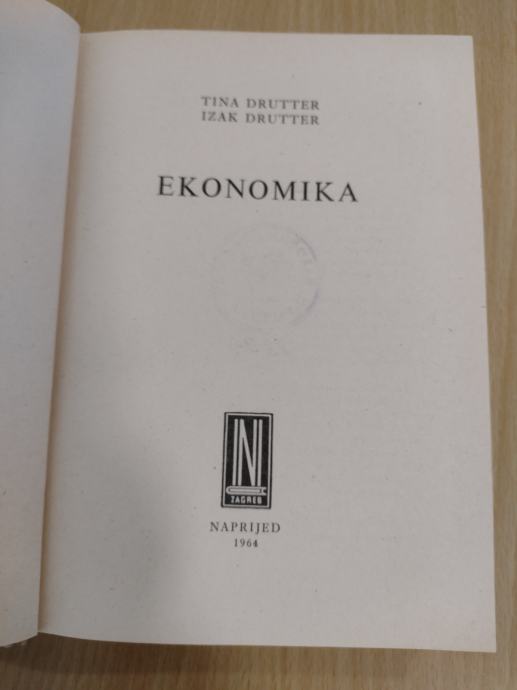 TINA DRUTTER
IZAK DRUTTER
EKONOMIKA
ZAGREB
NAPRIJED
1964